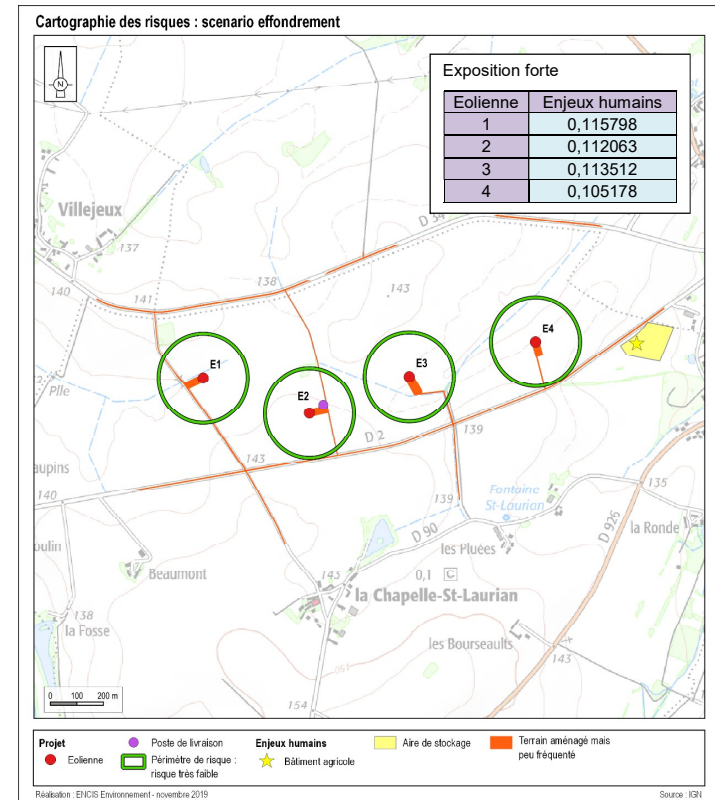 Cartographie des risques : scenario effondrement
N
Exposition forte
Eolienne Enjeux humains
1 0,115798
2 0,112063
3 0,113512
4 0,105178
D 34
Villejeux
137
140
141
138
143
E4
E1
E3
E2
Plle
D 2
139
143
aupins
140
139
Fontaine
St-Laurian
135
D 926
la Ronde
D 90
les Pluées
oulin
Beaumont
143
0,1 C
la Chapelle-St-Laurian
138
la Fosse
les Bourseaults
150
143
154
0 100 200 m
Projet
Eolienne
Poste de livraison
Périmètre de risque :
risque très faible
Enjeux humains
Bâtiment agricole
Aire de stockage
Terrain aménagé mais
peu fréquenté
Réalisation : ENCIS Environnement - novembre 2019
Source : IGN